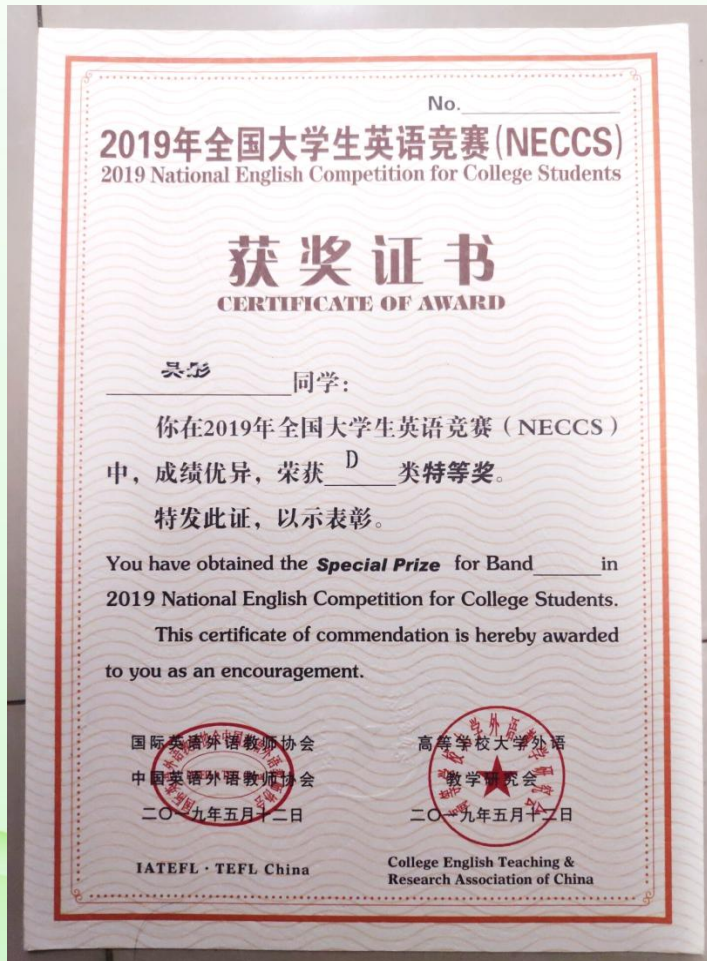 No.
2019年全国大学生英语竞赛(NECCS)
2019 National English Competition for College Students
获奖证书
CERTIFICATE OF AWARD
同学：
你在2019年全国大学生英语竞赛（NECCS）
中，成绩优异，荣获 D 类特等奖。
特发此证，以示表彰。
You have obtained the Special Prize for Band in
2019 National English Competition for College Students.
This certificate of commendation is hereby awarded
to you as an encouragement.
国际英语外语教师协会
中国英语外语教师协会
二〇一九年五月十二日
IATEFL · TEFL China
高等学校大学外语
教学研究会
二〇一九年五月十二日
College English Teaching &
Research Association of China